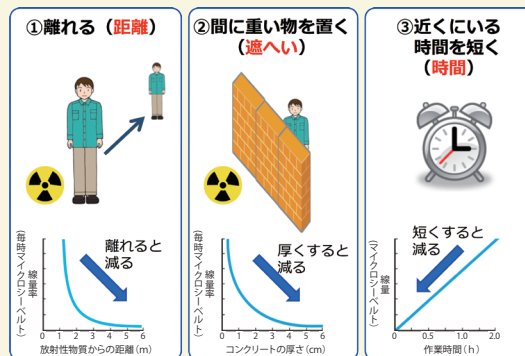 ①離れる（距離）
離れると
減る
線量率
（毎時マイクロシーベルト）
0 1 2 3 4 5 6
放射性物質からの距離（m）
②間に重い物を置く
（遮へい）
厚くすると
減る
線量率
（毎時マイクロシーベルト）
0 1 2 3 4 5 6
コンクリートの厚さ（cm）
③近くにいる
時間を短く
（時間）
短くすると
減る
線量
（マイクロシーベルト）
0 0.5 1.0 1.5 2.0
作業時間（h）